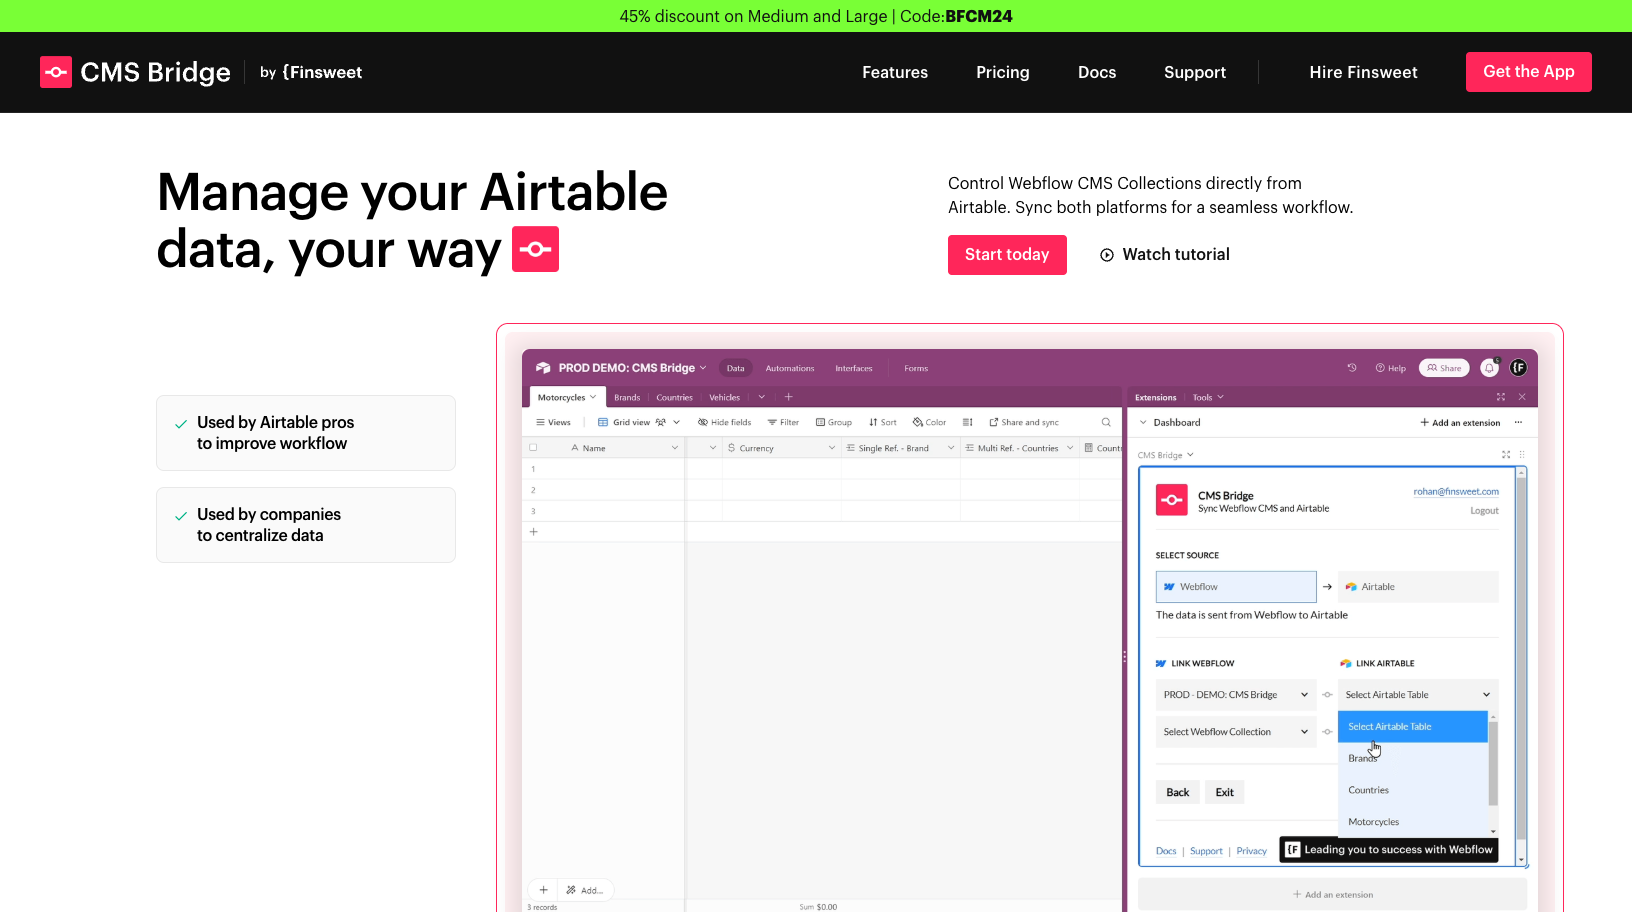 45% discount on Medium and Large | Code:BFCM24
CMS Bridge
by {Finsweet
Features
Pricing
Docs
Support
Hire Finsweet
Get the App
Manage your Airtable
data, your way
Control Webflow CMS Collections directly from
Airtable. Sync both platforms for a seamless workflow.
Start today
Watch tutorial
Used by Airtable pros
to improve workflow
Used by companies
to centralize data
PROD DEMO: CMS Bridge
Data
Automations
Interfaces
Forms
Help
Share
{F
Motorcycles
Brands
Countries
Vehicles
Extensions
Tools
Views
Grid view
Hide fields
Filter
Group
Sort
Color
Share and sync
Dashboard
Add an extension
Name
Currency
Single Ref. - Brand
Multi Ref. - Countries
Count
1
2
3
CMS Bridge
CMS Bridge
Sync Webflow CMS and Airtable
rohan@finsweet.com
Logout
SELECT SOURCE
Webflow
Airtable
The data is sent from Webflow to Airtable
LINK WEBFLOW
LINK AIRTABLE
PROD - DEMO: CMS Bridge
Select Airtable Table
Select Webflow Collection
Select Airtable Table
Brands
Countries
Motorcycles
Back
Exit
Docs | Support | Privacy
{F Leading you to success with Webflow
Add an extension
Add...
3 records
Sum $0.00